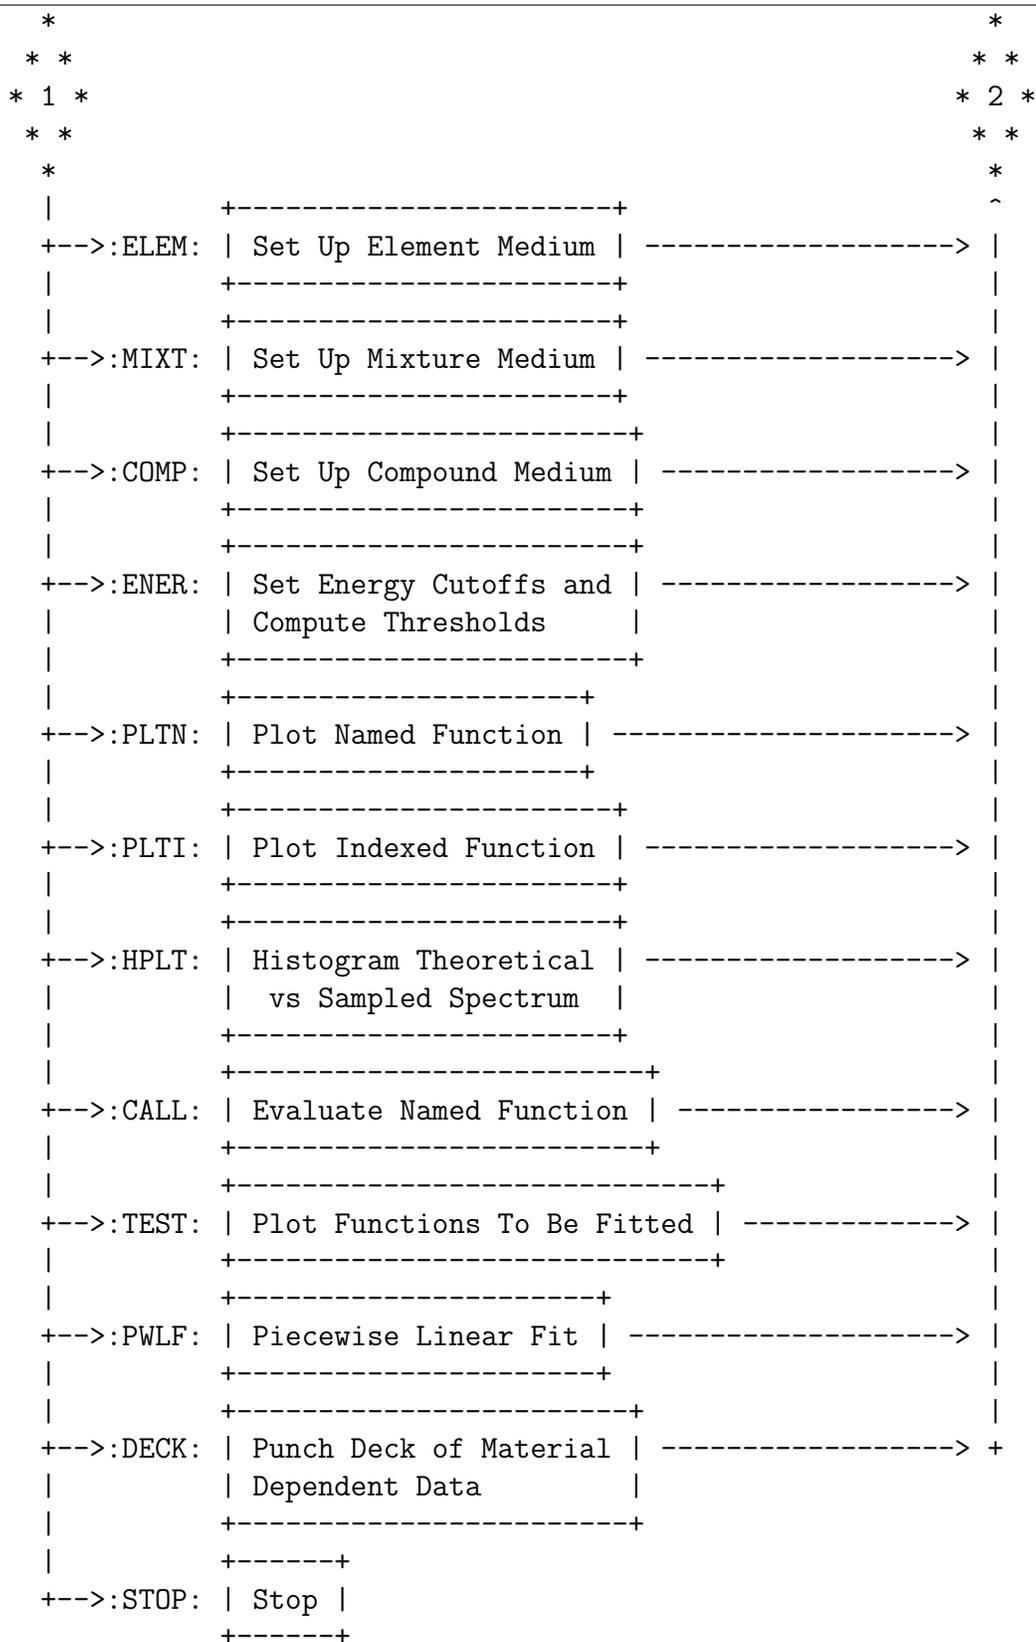 *                                                         *
 * *                                                       * *
* 1 *                                                     * 2 *
 * *                                                       * *
  *                                                         *
  |          +-----------------------+                      ^
  +-->:ELEM: | Set Up Element Medium | -------------------> |
  |          +-----------------------+                      |
  |          +-----------------------+                      |
  +-->:MIXT: | Set Up Mixture Medium | -------------------> |
  |          +-----------------------+                      |
  |          +------------------------+                     |
  +-->:COMP: | Set Up Compound Medium | ------------------> |
  |          +------------------------+                     |
  |          +------------------------+                     |
  +-->:ENER: | Set Energy Cutoffs and | ------------------> |
  |          | Compute Thresholds     |                     |
  |          +------------------------+                     |
  |          +---------------------+                        |
  +-->:PLTN: | Plot Named Function | ---------------------> |
  |          +---------------------+                        |
  |          +-----------------------+                      |
  +-->:PLTI: | Plot Indexed Function | -------------------> |
  |          +-----------------------+                      |
  |          +-----------------------+                      |
  +-->:HPLT: | Histogram Theoretical | -------------------> |
  |          |  vs Sampled Spectrum  |                      |
  |          +-----------------------+                      |
  |          +-------------------------+                    |
  +-->:CALL: | Evaluate Named Function | -----------------> |
  |          +-------------------------+                    |
  |          +-----------------------------+                |
  +-->:TEST: | Plot Functions To Be Fitted | -------------> |
  |          +-----------------------------+                |
  |          +----------------------+                       |
  +-->:PWLF: | Piecewise Linear Fit | --------------------> |
  |          +----------------------+                       |
  |          +------------------------+                     |
  +-->:DECK: | Punch Deck of Material | ------------------> +
  |          | Dependent Data         |
  |          +------------------------+
  |          +------+
  +-->:STOP: | Stop |
             +------+